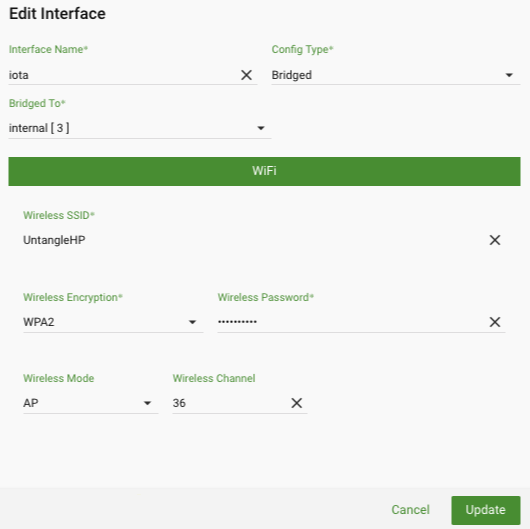 Edit Interface
Interface Name* Config Type*
iota Bridged
Bridged To*
internal [ 3 ]
WiFi
Wireless SSID*
UntangleHP
Wireless Encryption* Wireless Password*
WPA2 ••••••••••
Wireless Mode Wireless Channel
AP 36
Cancel Update